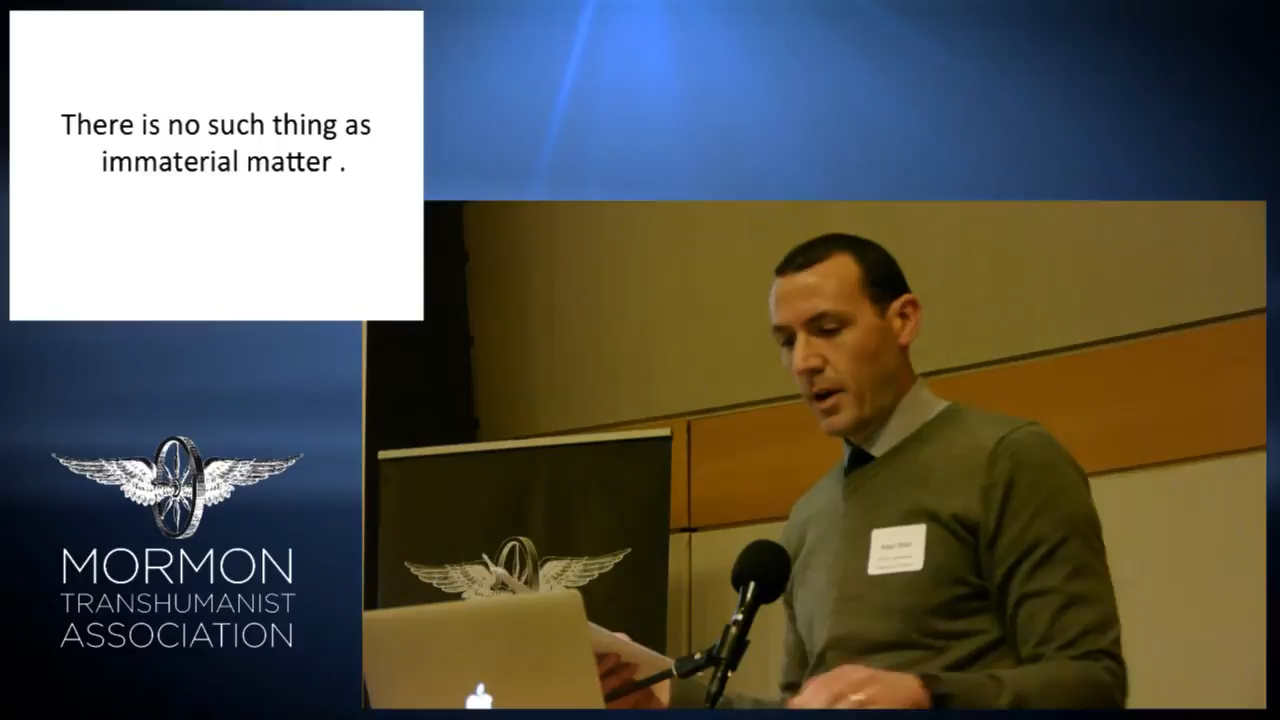 There is no such thing as
immaterial matter .
MORMON
TRANSHUMANIST
ASSOCIATION